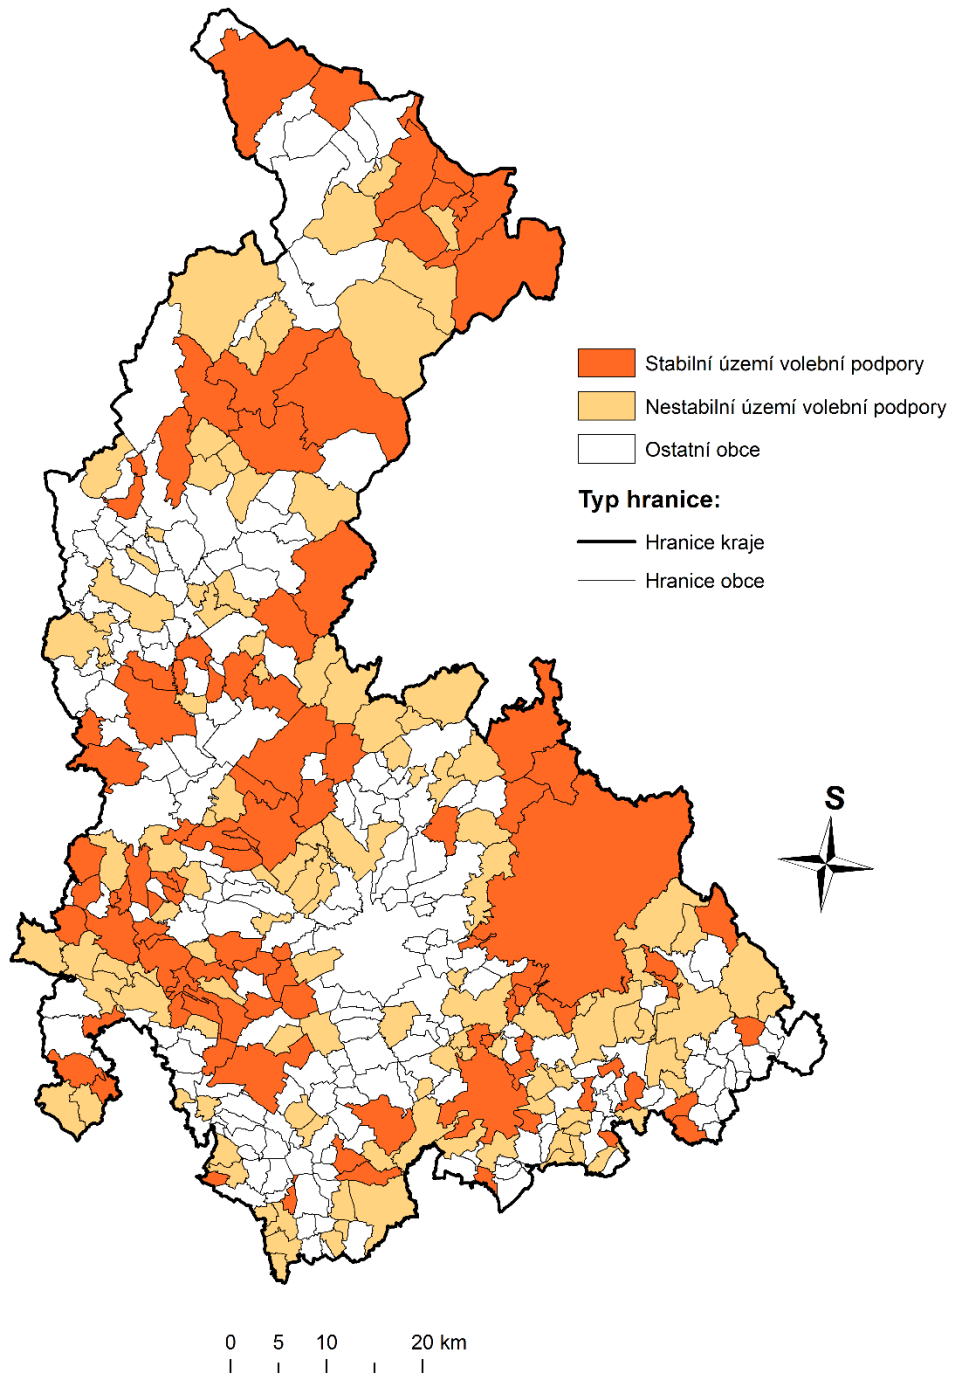 Stabilní území volební podpory
Nestabilní území volební podpory
Ostatní obce
Typ hranice:
Hranice kraje
Hranice obce
S
0 5 10 20 km